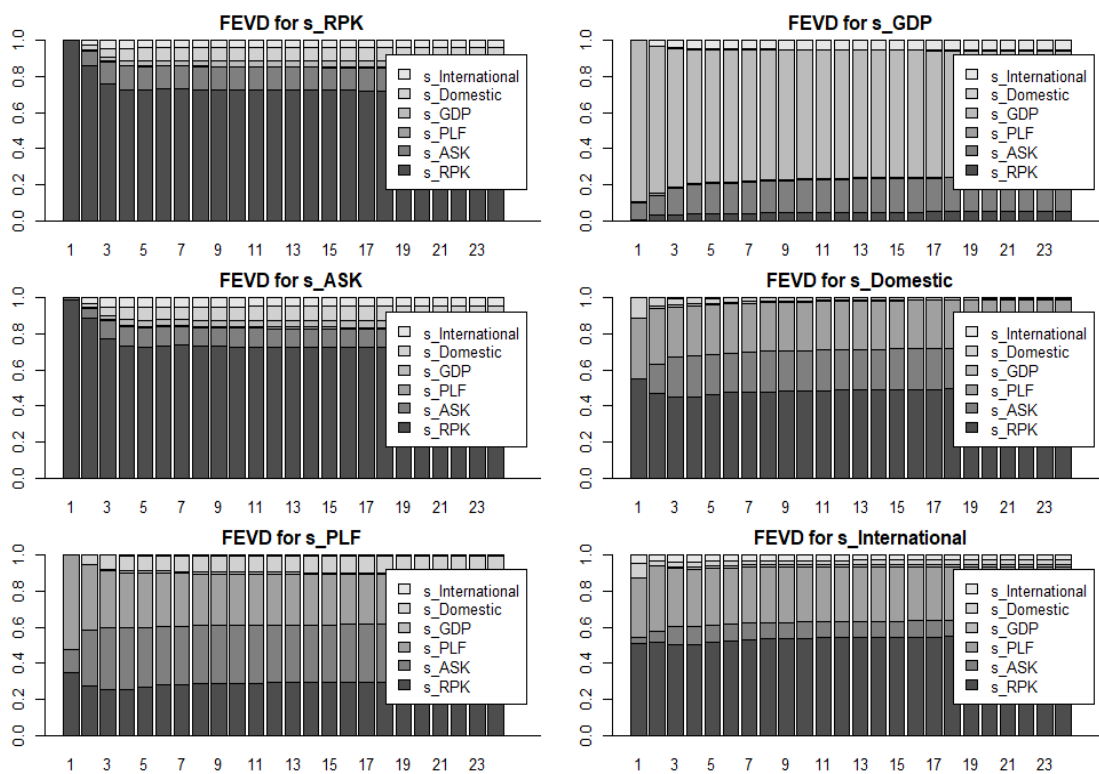 FEVD for s_RPK
1.0
0.8
0.6
0.4
0.2
0.0
s_International
s_Domestic
s_GDP
s_PLF
s_ASK
s_RPK
1 3 5 7 9 11 13 15 17 19 21 23
FEVD for s_GDP
1.0
0.8
0.6
0.4
0.2
0.0
s_International
s_Domestic
s_GDP
s_PLF
s_ASK
s_RPK
1 3 5 7 9 11 13 15 17 19 21 23
FEVD for s_ASK
1.0
0.8
0.6
0.4
0.2
0.0
s_International
s_Domestic
s_GDP
s_PLF
s_ASK
s_RPK
1 3 5 7 9 11 13 15 17 19 21 23
FEVD for s_Domestic
1.0
0.8
0.6
0.4
0.2
0.0
s_International
s_Domestic
s_GDP
s_PLF
s_ASK
s_RPK
1 3 5 7 9 11 13 15 17 19 21 23
FEVD for s_PLF
1.0
0.8
0.6
0.4
0.2
0.0
s_International
s_Domestic
s_GDP
s_PLF
s_ASK
s_RPK
1 3 5 7 9 11 13 15 17 19 21 23
FEVD for s_International
1.0
0.8
0.6
0.4
0.2
0.0
s_International
s_Domestic
s_GDP
s_PLF
s_ASK
s_RPK
1 3 5 7 9 11 13 15 17 19 21 23